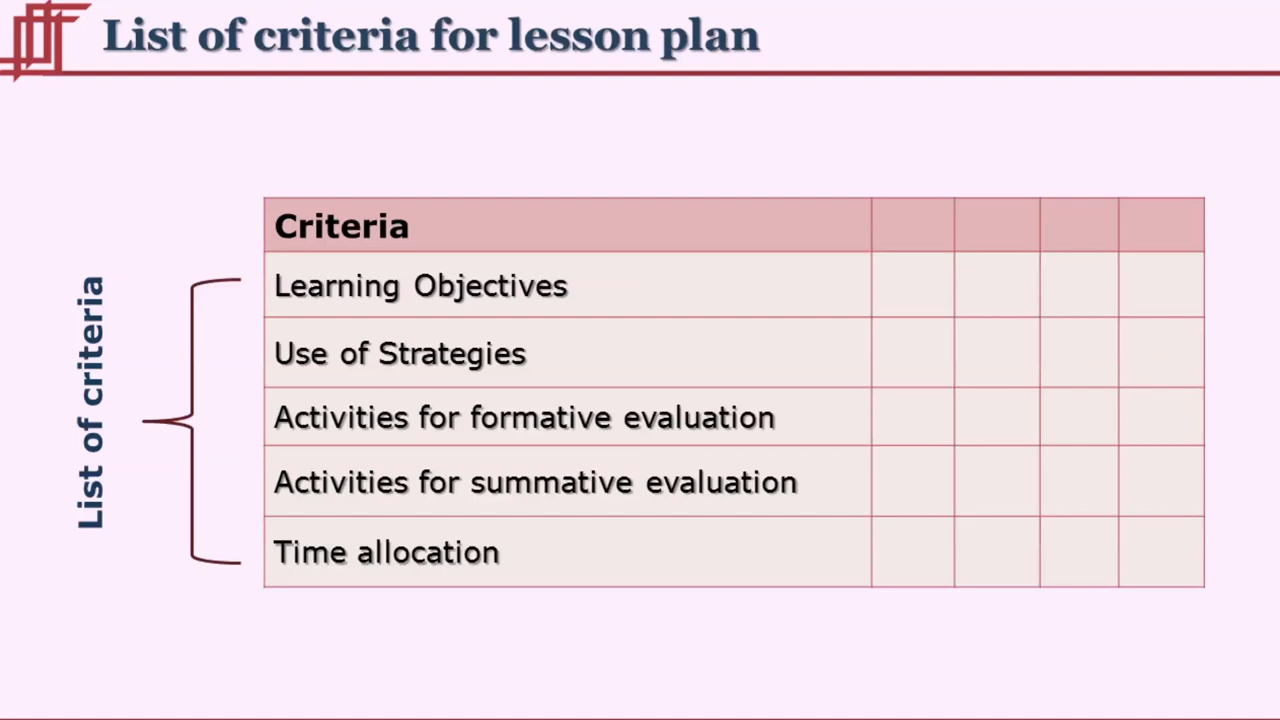 List of criteria for lesson plan
List of criteria
Criteria
Learning Objectives
Use of Strategies
Activities for formative evaluation
Activities for summative evaluation
Time allocation